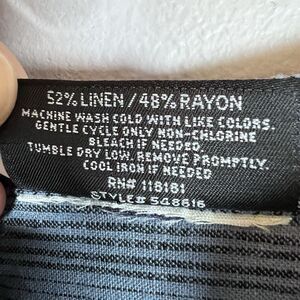 52% LINEN / 48% RAYON
MACHINE WASH COLD WITH LIKE COLORS.
GENTLE CYCLE ONLY NON-CHLORINE
BLEACH IF NEEDED.
TUMBLE DRY LOW. REMOVE PROMPTLY.
COOL IRON IF NEEDED
RN# 118181
STYLE# 548616